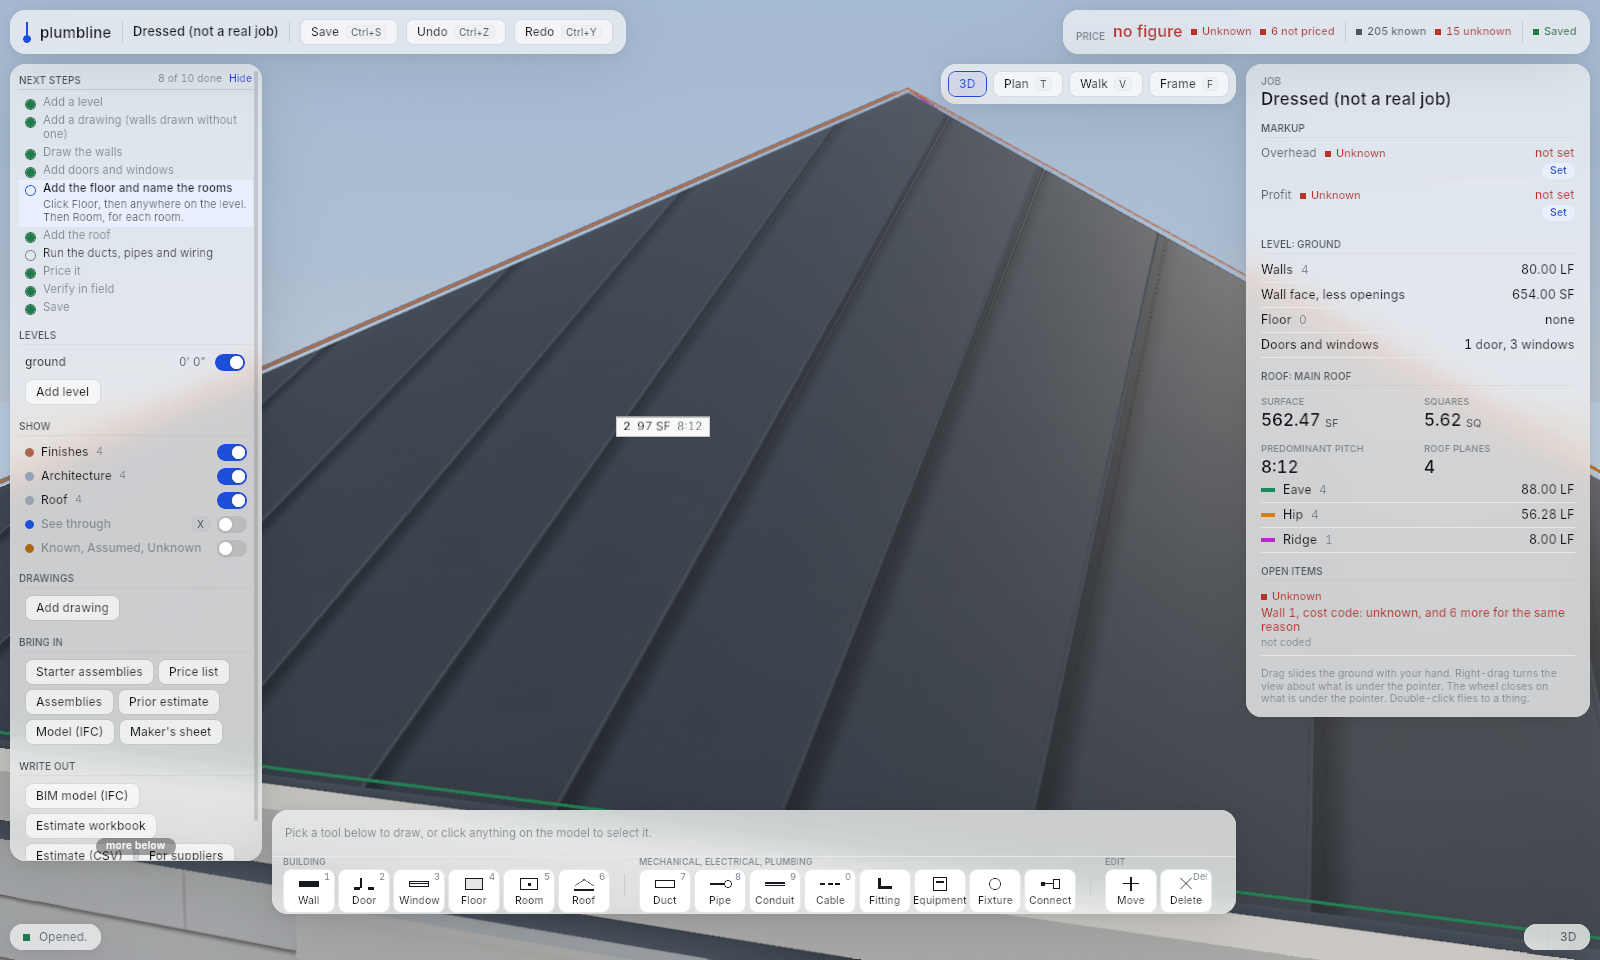 plumbline
Dressed (not a real job)
Save Ctrl+S
Undo Ctrl+Z
Redo Ctrl+Y
PRICE no figure Unknown 6 not priced 205 known 15 unknown Saved
NEXT STEPS 8 of 10 done Hide
Add a level
Add a drawing (walls drawn without
one)
Draw the walls
Add doors and windows
Add the floor and name the rooms
Click Floor, then anywhere on the level.
Then Room, for each room.
Add the roof
Run the ducts, pipes and wiring
Price it
Verify in field
Save
LEVELS
ground 0' 0"
Add level
SHOW
Finishes 4
Architecture 4
Roof 4
See through X
Known, Assumed, Unknown
DRAWINGS
Add drawing
BRING IN
Starter assemblies Price list
Assemblies Prior estimate
Model (IFC) Maker's sheet
WRITE OUT
BIM model (IFC)
Estimate workbook
more below
Estimate (CSV) For suppliers
Opened.
3D Plan T Walk V Frame F
2 97 SF 8:12
JOB
Dressed (not a real job)
MARKUP
Overhead Unknown not set
Set
Profit Unknown not set
Set
LEVEL: GROUND
Walls 4 80.00 LF
Wall face, less openings 654.00 SF
Floor 0 none
Doors and windows 1 door, 3 windows
ROOF: MAIN ROOF
SURFACE SQUARES
562.47 SF 5.62 SQ
PREDOMINANT PITCH ROOF PLANES
8:12 4
Eave 4 88.00 LF
Hip 4 56.28 LF
Ridge 1 8.00 LF
OPEN ITEMS
Unknown
Wall 1, cost code: unknown, and 6 more for the same
reason
not coded
Drag slides the ground with your hand. Right-drag turns the
view about what is under the pointer. The wheel closes on
what is under the pointer. Double-click flies to a thing.
Pick a tool below to draw, or click anything on the model to select it.
BUILDING MECHANICAL, ELECTRICAL, PLUMBING EDIT
1 2 3 4 5 6 7 8 9 0 Del
Wall Door Window Floor Room Roof Duct Pipe Conduit Cable Fitting Equipment Fixture Connect Move Delete
3D